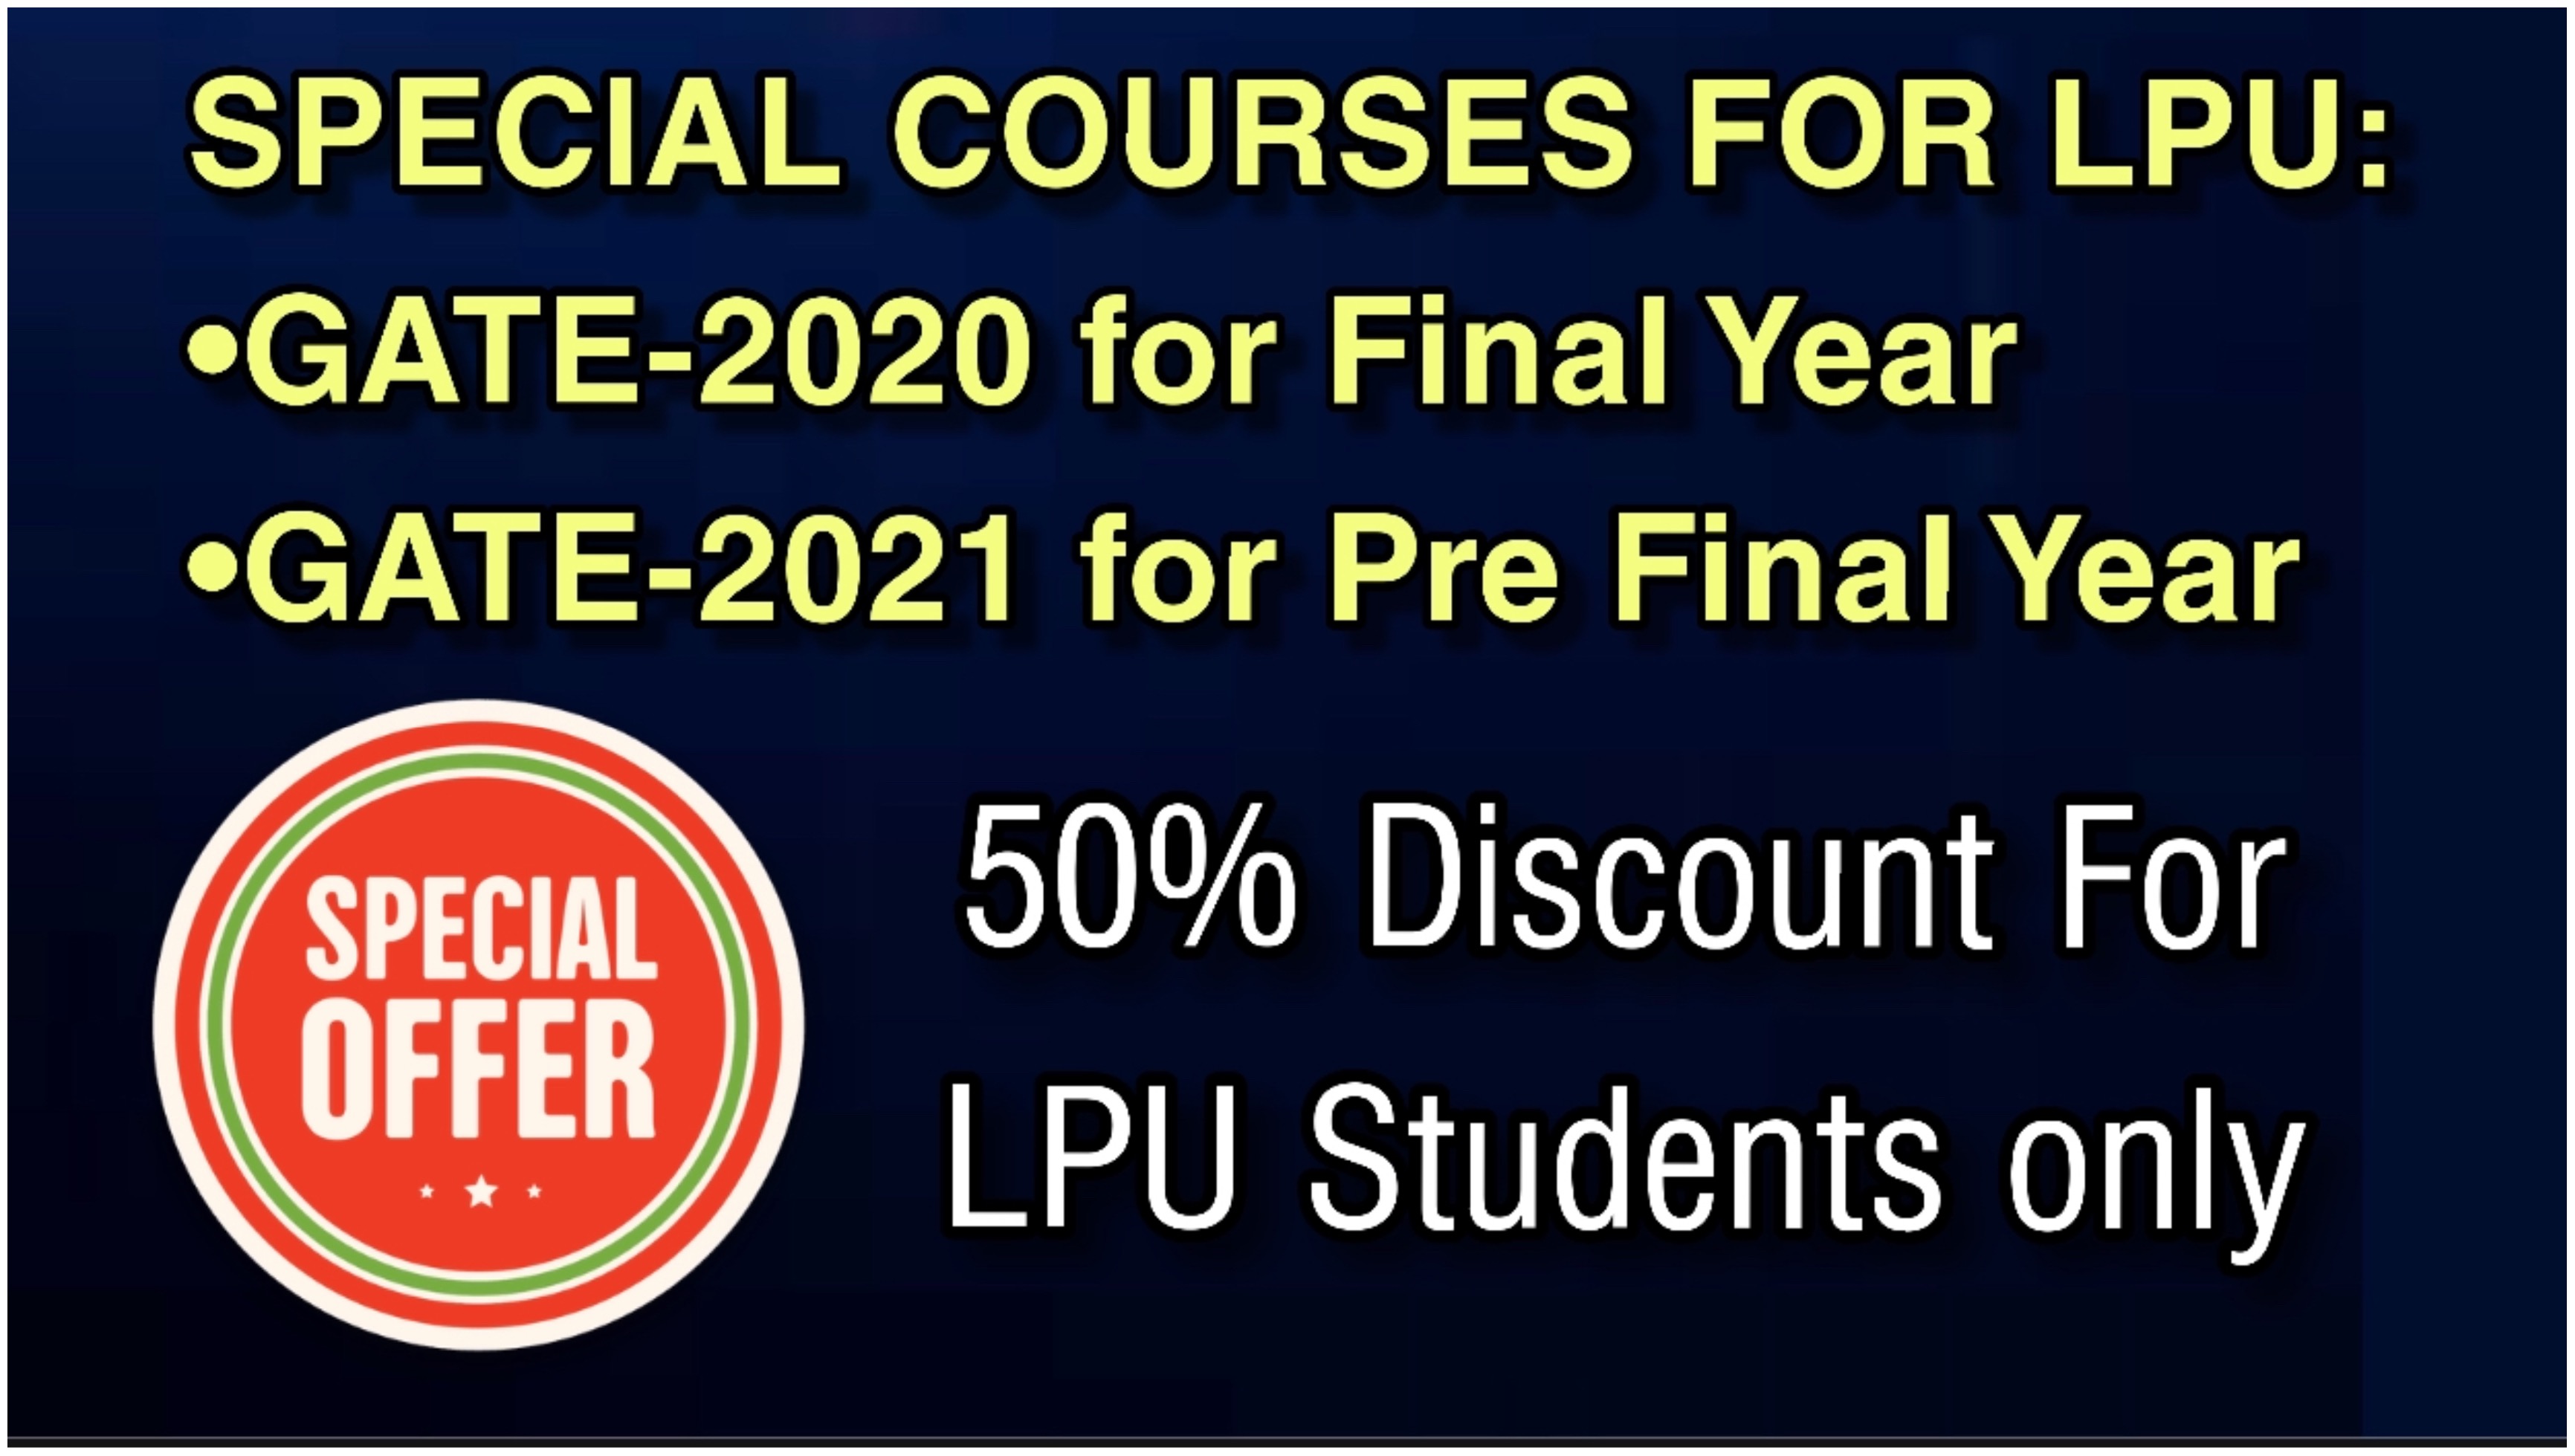 SPECIAL COURSES FOR LPU:
•GATE-2020 for Final Year
•GATE-2021 for Pre Final Year
SPECIAL
OFFER
50% Discount For
LPU Students only